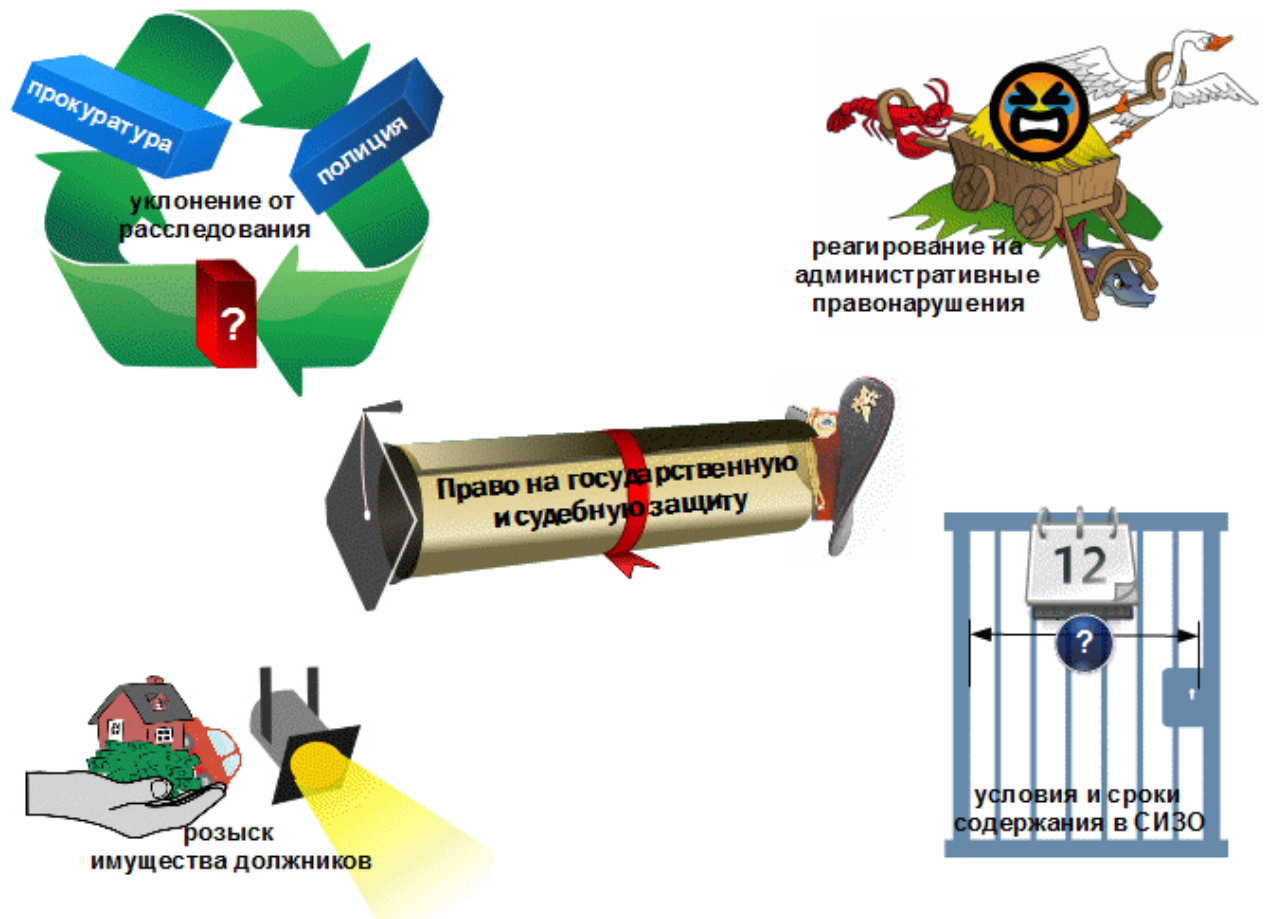 прокуратура
полиция
уклонение от
расследования
?
реагирование на
административные
правонарушения
Право на государственную
и судебную защиту
12
?
условия и сроки
содержания в СИЗО
розыск
имущества должников